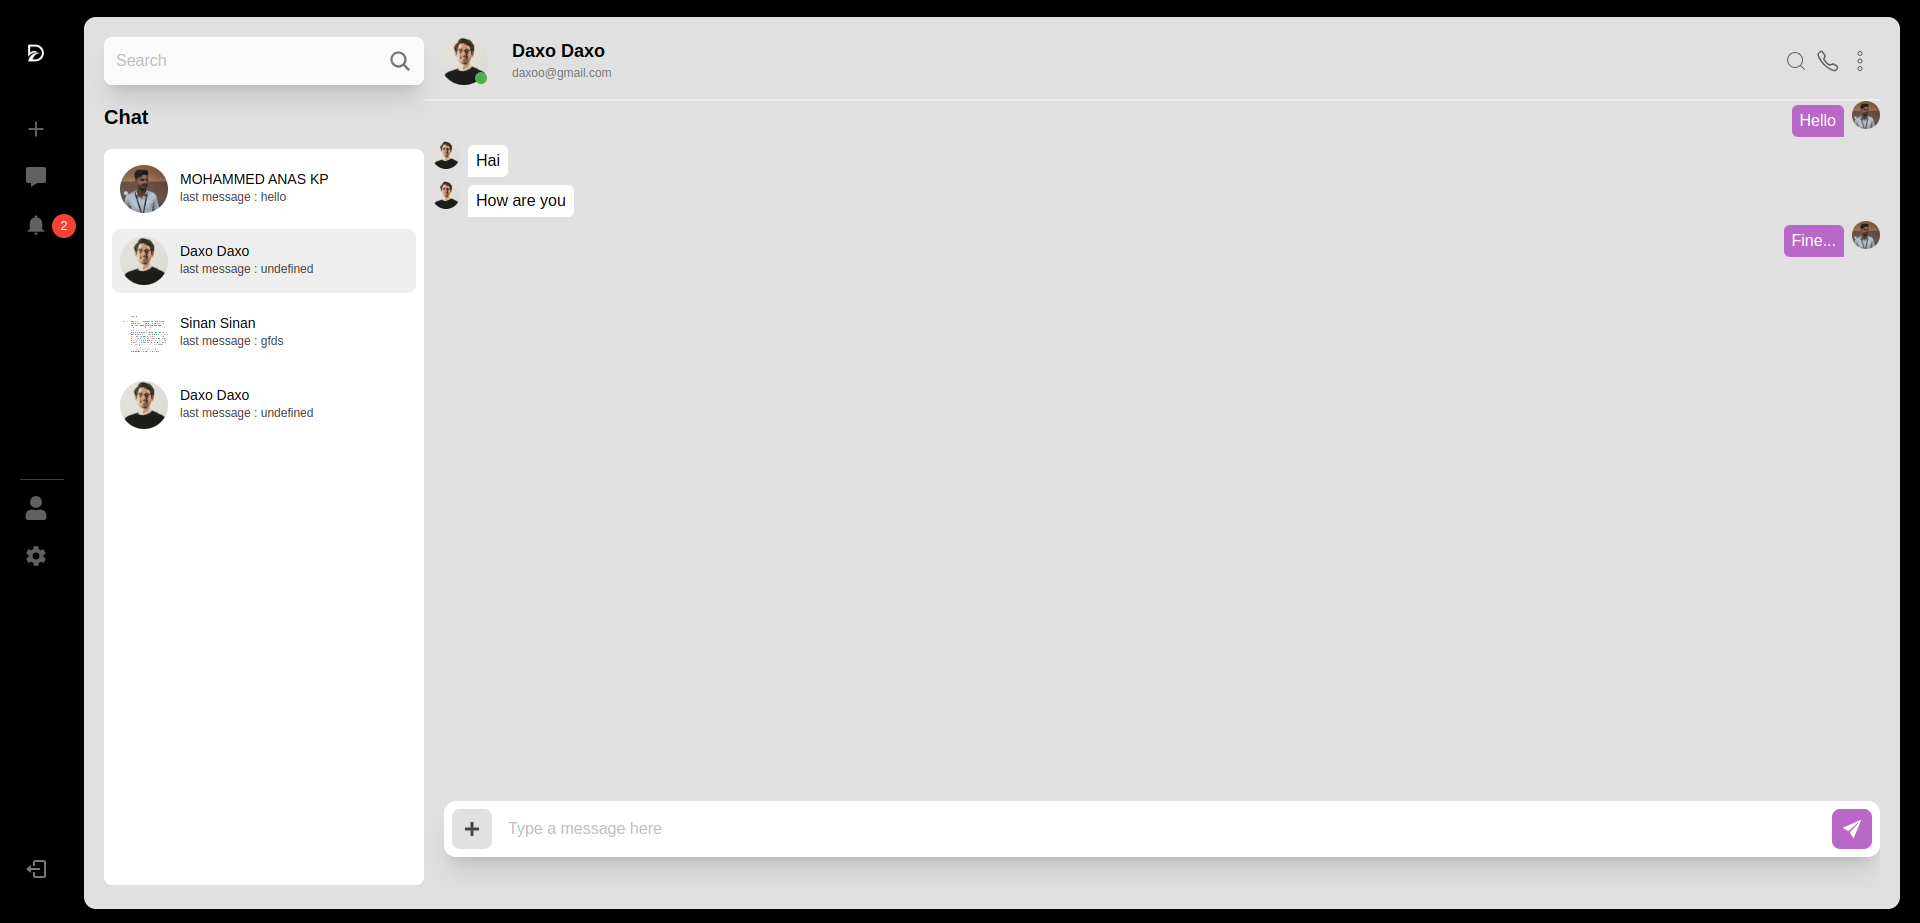 Search
Chat
2
MOHAMMED ANAS KP
last message : hello
Daxo Daxo
last message : undefined
Sinan Sinan
last message : gfds
Daxo Daxo
last message : undefined
Daxo Daxo
daxoo@gmail.com
Hello
Hai
How are you
Fine...
Type a message here